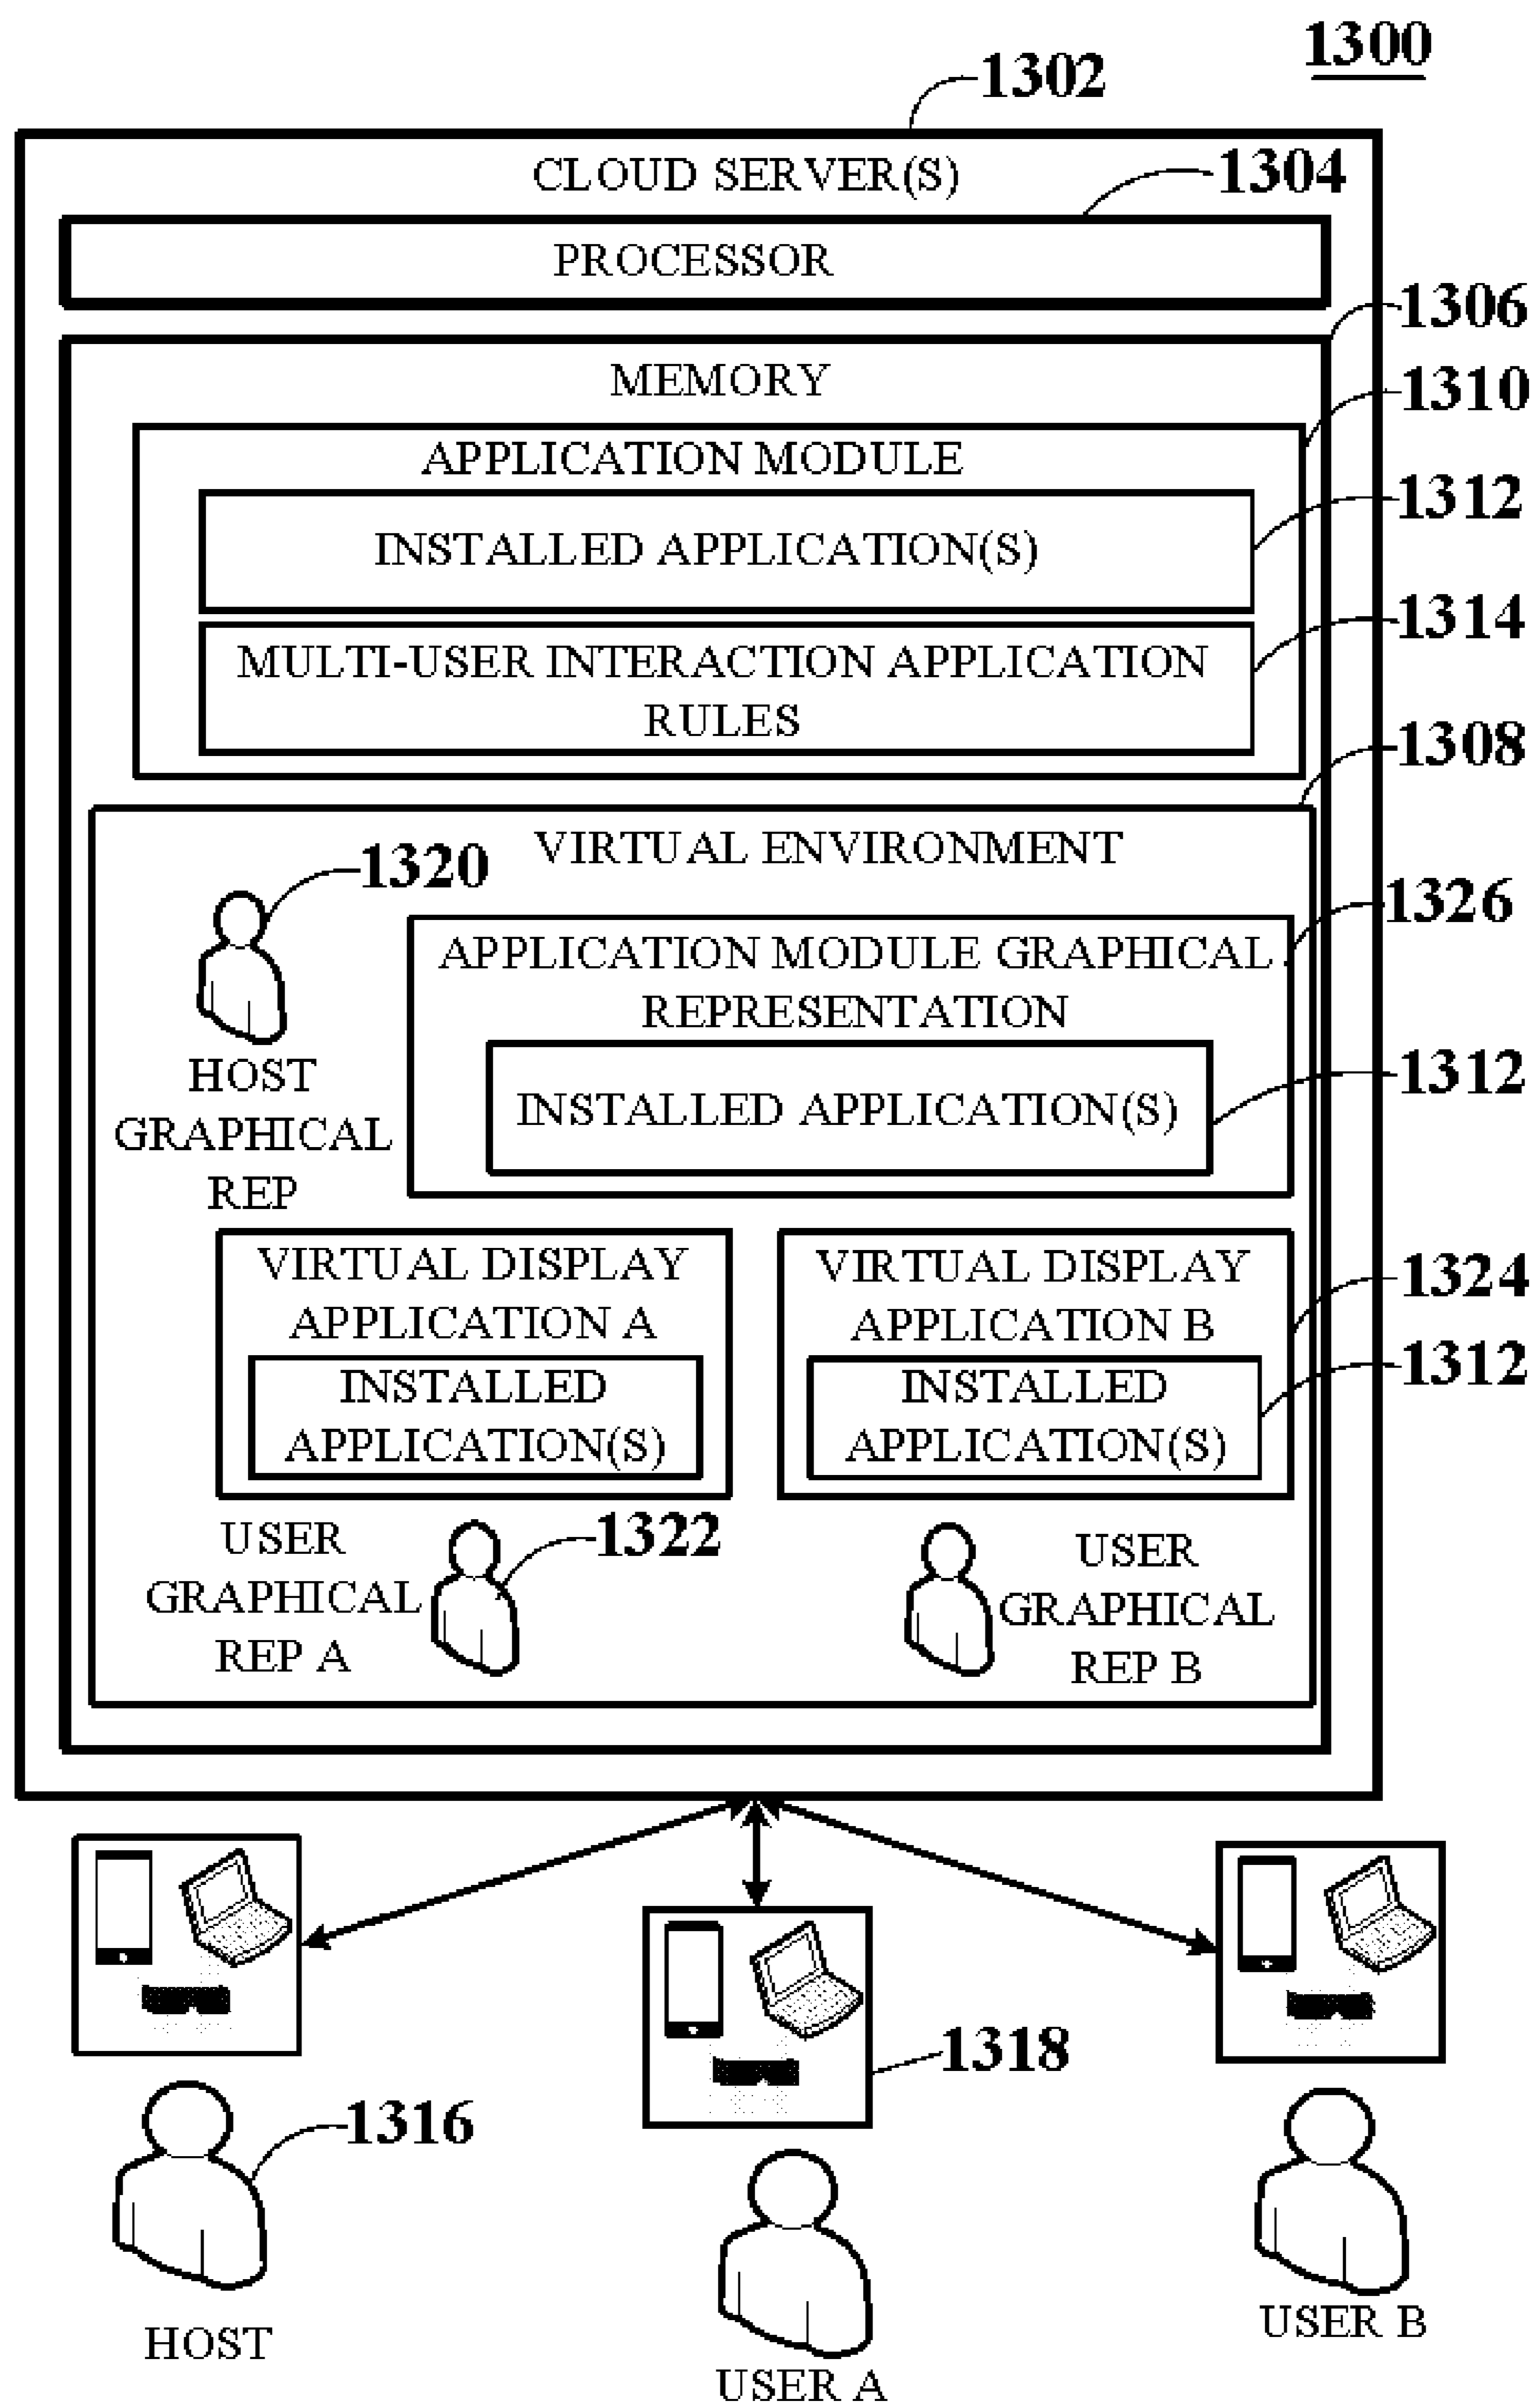 1300
1302
CLOUD SERVER(S)
1304
PROCESSOR
1306
MEMORY
1310
APPLICATION MODULE
1312
INSTALLED APPLICATION(S)
1314
MULTI-USER INTERACTION APPLICATION
RULES
1308
VIRTUAL ENVIRONMENT
1320
1326
APPLICATION MODULE GRAPHICAL
REPRESENTATION
HOST
GRAPHICAL
REP
1312
INSTALLED APPLICATION(S)
VIRTUAL DISPLAY
APPLICATION A
INSTALLED
APPLICATION(S)
VIRTUAL DISPLAY
APPLICATION B
1324
INSTALLED
APPLICATION(S)
1312
USER
GRAPHICAL
REP A
1322
USER
GRAPHICAL
REP B
1318
1316
HOST
USER A
USER B